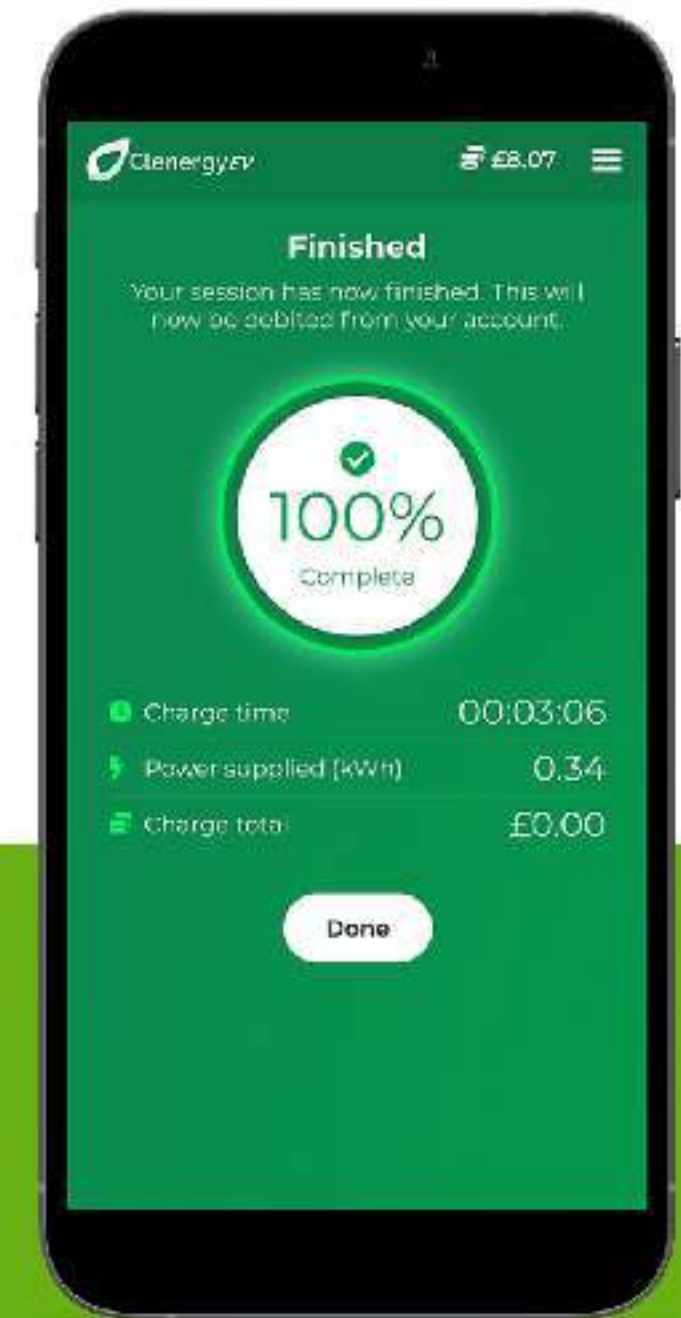 ClenergyEV
£8.07
Finished
Your session has now finished. This will
now be debited from your account.
100%
Complete
Charge time
00:03:06
Power supplied (kWh)
0.34
Charge total
£0.00
Done